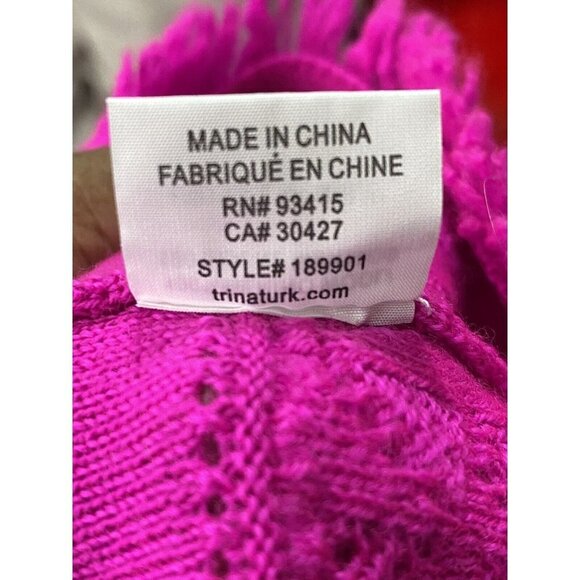 MADE IN CHINA
FABRIQUÉ EN CHINE
RN# 93415
CA# 30427
STYLE# 189901
trinaturk.com